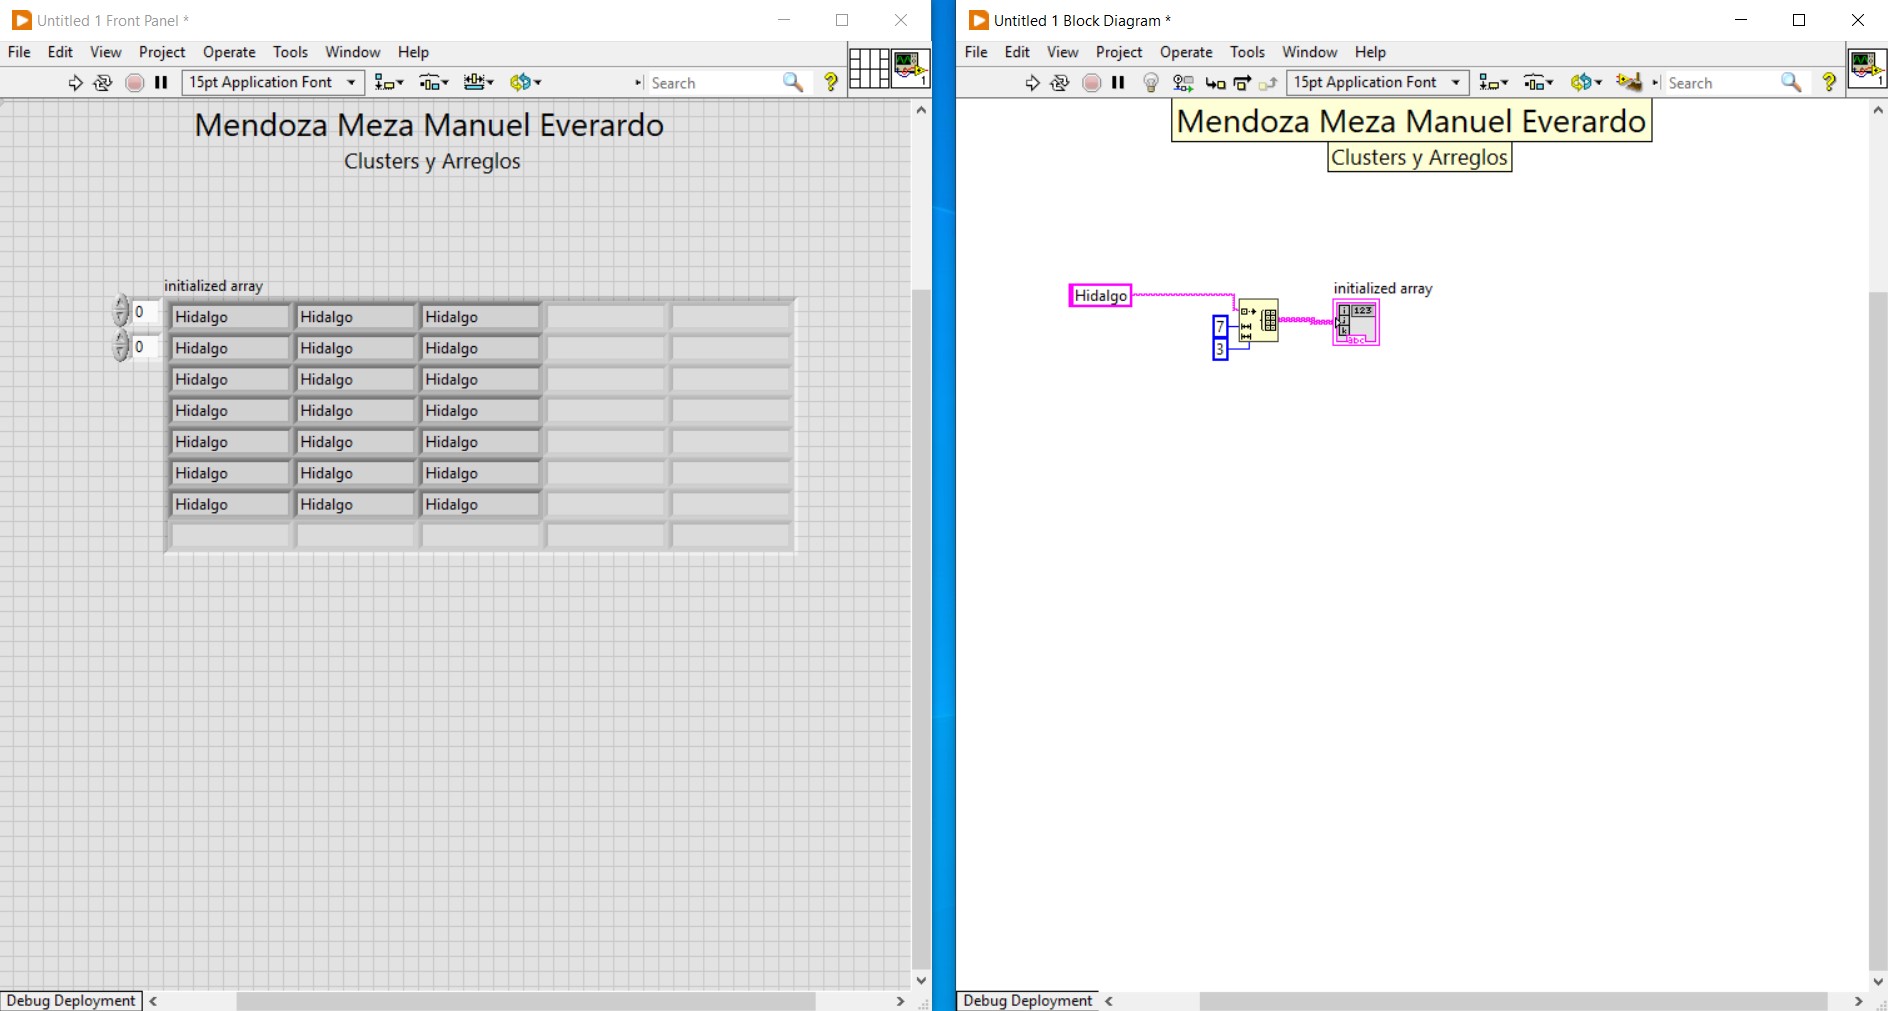 Untitled 1 Front Panel *
File Edit View Project Operate Tools Window Help
15pt Application Font
Search
?
1
Mendoza Meza Manuel Everardo
Clusters y Arreglos
initialized array
0 Hidalgo Hidalgo Hidalgo
0 Hidalgo Hidalgo Hidalgo
Hidalgo Hidalgo Hidalgo
Hidalgo Hidalgo Hidalgo
Hidalgo Hidalgo Hidalgo
Hidalgo Hidalgo Hidalgo
Hidalgo Hidalgo Hidalgo
Debug Deployment
Untitled 1 Block Diagram *
File Edit View Project Operate Tools Window Help
15pt Application Font
Search
?
1
Mendoza Meza Manuel Everardo
Clusters y Arreglos
Hidalgo
initialized array
7
3
i 123
j
k
abc
Debug Deployment